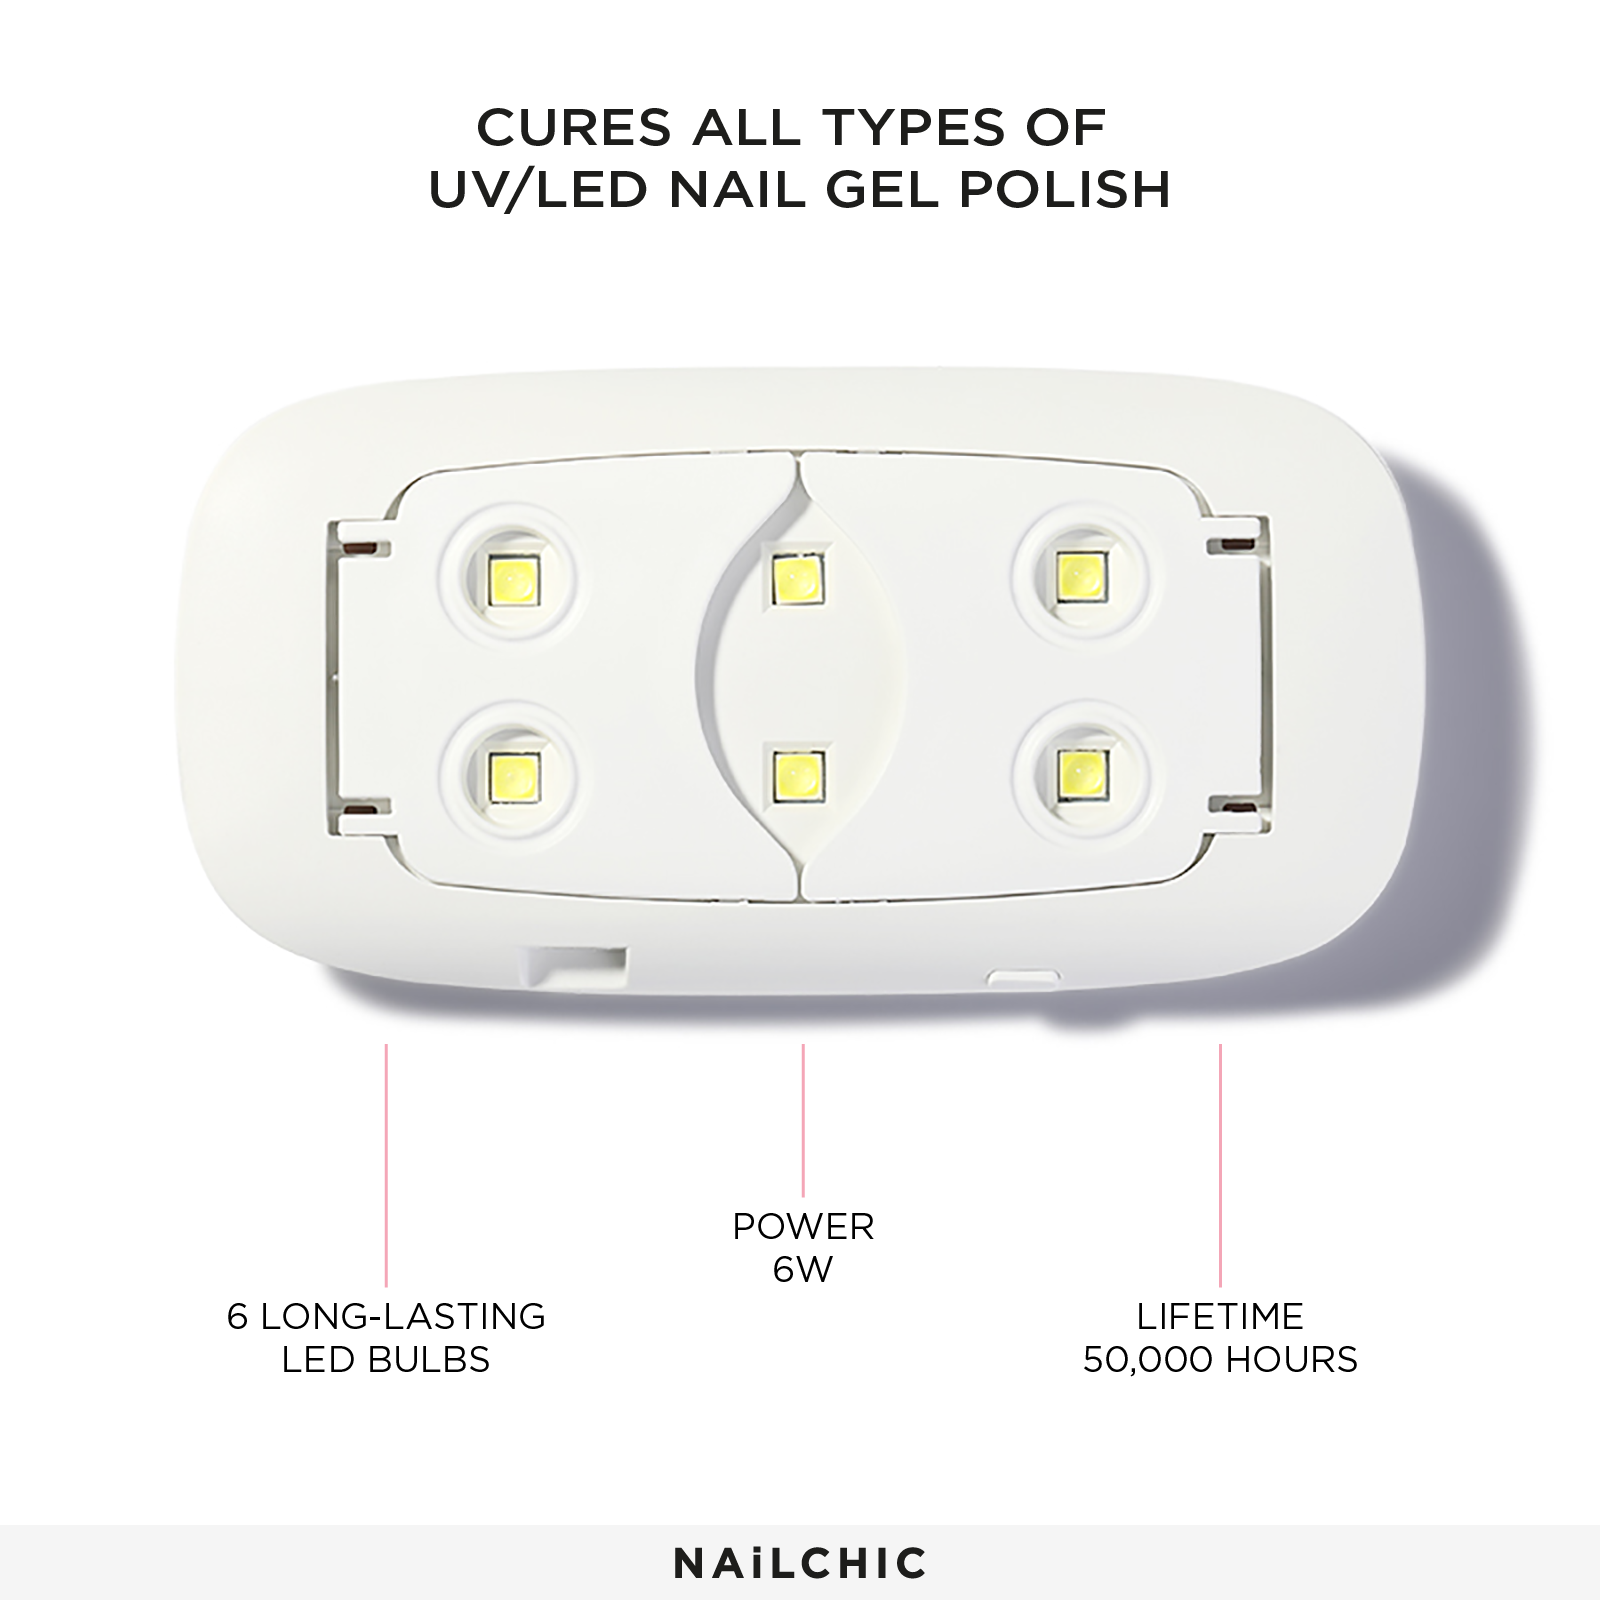 CURES ALL TYPES OF
UV/LED NAIL GEL POLISH
POWER
6W
6 LONG-LASTING
LED BULBS
LIFETIME
50,000 HOURS
NAiLCHIC